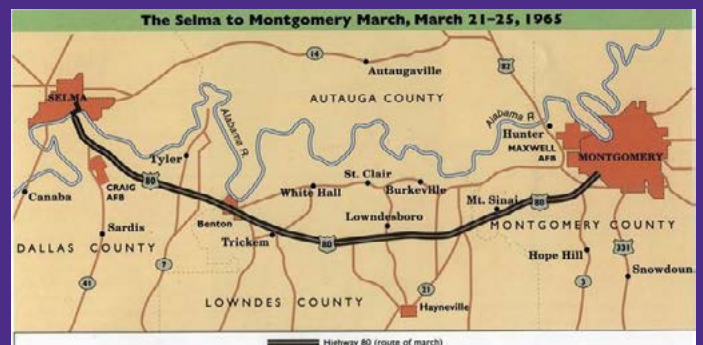 The Selma to Montgomery March, March 21–25, 1965
14
82
Autaugaville
SELMA
AUTAUGA COUNTY
Alabama R.
Alabama R.
Hunter
MAXWELL
AFB
MONTGOMERY
Tyler
St. Clair
Burkeville
CRAIG
AFB
80
White Hall
Canaba
Mt. Sinai
80
Benton
Lowndesboro
Sardis
MONTGOMERY COUNTY
Trickem
80
DALLAS COUNTY
331
Hope Hill
7
Snowdoun
41
21
3
LOWNDES COUNTY
Hayneville
Highway 80 (route of march)